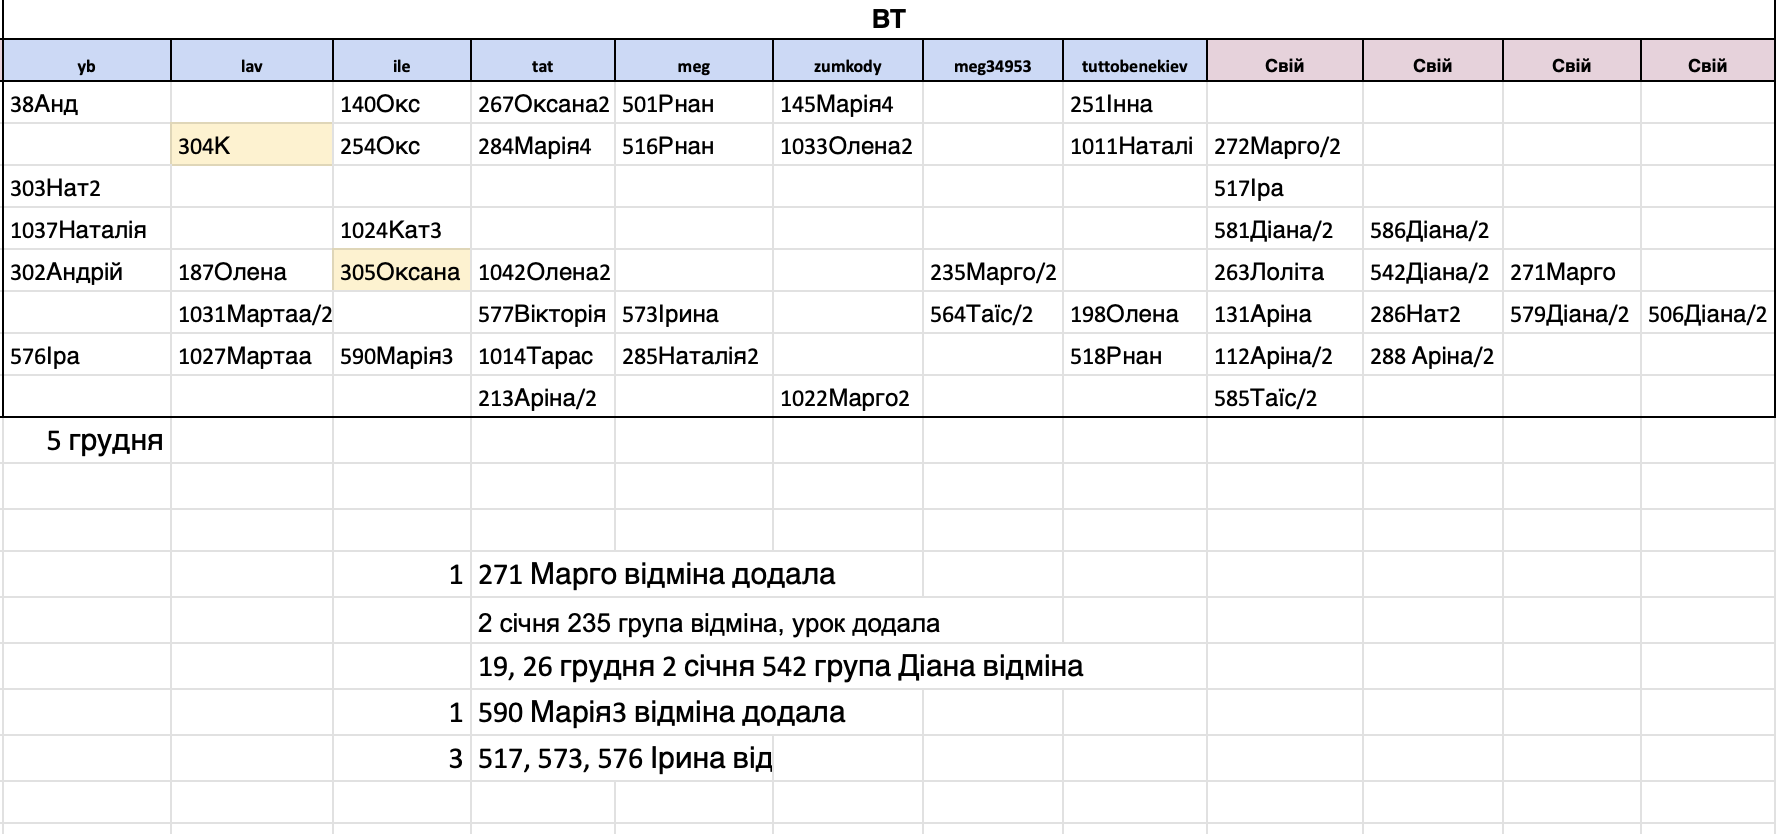 ВТ
yb lav ile tat meg zumkody meg34953 tuttobenekiev Свій Свій Свій Свій
38Анд 140Окс 267Оксана2 501Рнан 145Марія4 251Інна
304К 254Окс 284Марія4 516Рнан 1033Олена2 1011Наталі 272Марго/2
303Нат2 517Іра
1037Наталія 1024Кат3 581Діана/2 586Діана/2
302Андрій 187Олена 305Оксана 1042Олена2 235Марго/2 263Лоліта 542Діана/2 271Марго
1031Мартаа/2 577Вікторія 573Ірина 564Таїс/2 198Олена 131Аріна 286Нат2 579Діана/2 506Діана/2
576Іра 1027Мартаа 590Марія3 1014Тарас 285Наталія2 518Рнан 112Аріна/2 288 Аріна/2
213Аріна/2 1022Марго2 585Таїс/2
5 грудня
1 271 Марго відміна додала
2 січня 235 група відміна, урок додала
19, 26 грудня 2 січня 542 група Діана відміна
1 590 Марія3 відміна додала
3 517, 573, 576 Ірина від